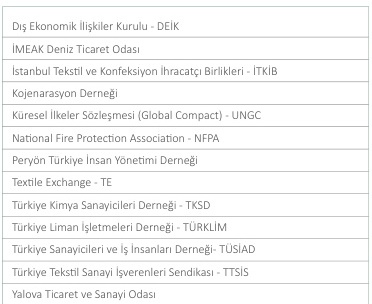 Dış Ekonomik İlişkiler Kurulu - DEİK
İMEAK Deniz Ticaret Odası
İstanbul Tekstil ve Konfeksiyon İhracatçı Birlikleri - İTKİB
Kojenarasyon Derneği
Küresel İlkeler Sözleşmesi (Global Compact) - UNGC
National Fire Protection Association - NFPA
Peryön Türkiye İnsan Yönetimi Derneği
Textile Exchange - TE
Türkiye Kimya Sanayicileri Derneği - TKSD
Türkiye Liman İşletmeleri Derneği - TÜRKLİM
Türkiye Sanayicileri ve İş İnsanları Derneği- TÜSİAD
Türkiye Tekstil Sanayi İşverenleri Sendikası - TTSİS
Yalova Ticaret ve Sanayi Odası